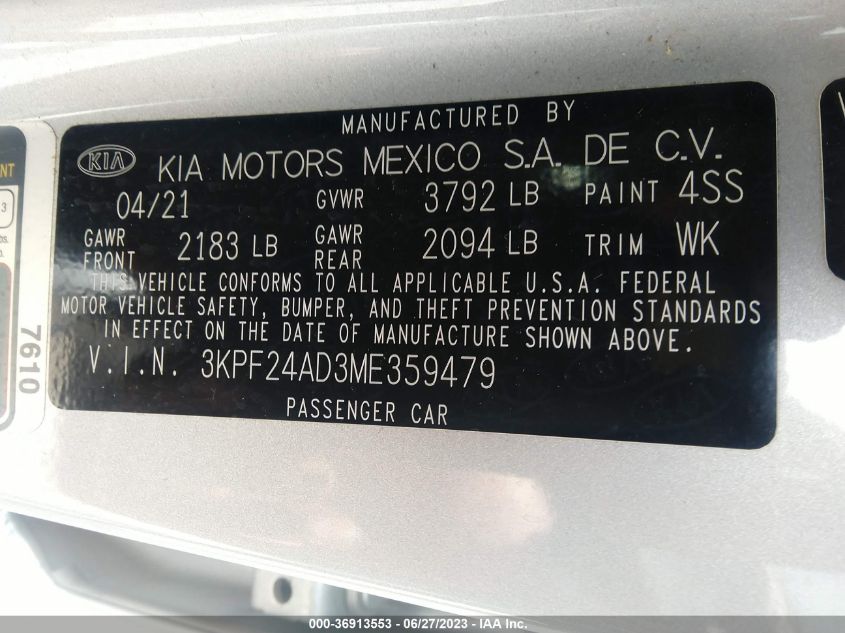 MANUFACTURED BY
KIA KIA MOTORS MEXICO S.A. DE C.V.
04/21 GVWR 3792 LB PAINT 4SS
GAWR FRONT 2183 LB GAWR REAR 2094 LB TRIM WK
THIS VEHICLE CONFORMS TO ALL APPLICABLE U.S.A. FEDERAL
MOTOR VEHICLE SAFETY, BUMPER, AND THEFT PREVENTION STANDARDS
IN EFFECT ON THE DATE OF MANUFACTURE SHOWN ABOVE.
V.I.N. 3KPF24AD3ME359479
PASSENGER CAR
7610
000-36913553 / 06/27/2023 - IAA Inc.